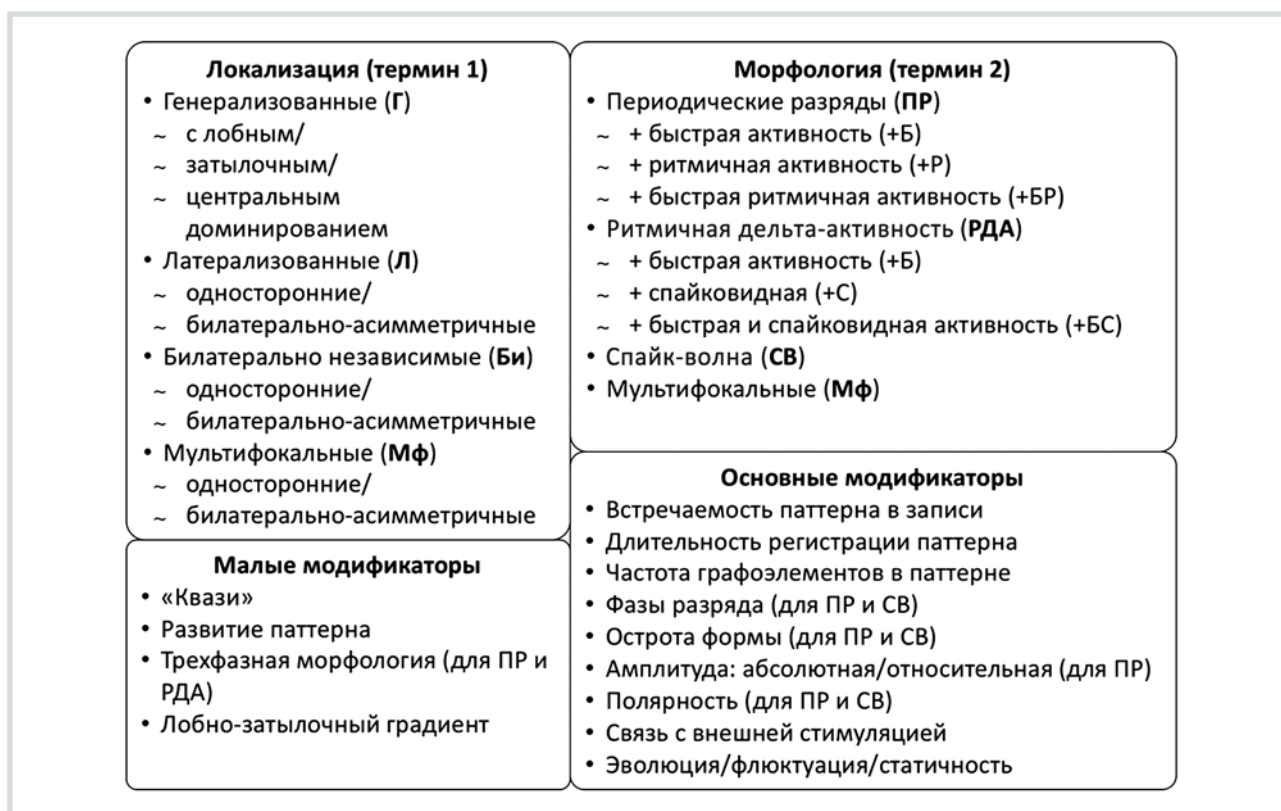 Локализация (термин 1)
• Генерализованные (Г)
~ с лобным/
~ затылочным/
~ центральным
доминированием
• Латерализованные (Л)
~ односторонние/
~ билатерально-асимметричные
• Билатерально независимые (Би)
~ односторонние/
~ билатерально-асимметричные
• Мультифокальные (Мф)
~ односторонние/
~ билатерально-асимметричные
Малые модификаторы
• «Квази»
• Развитие паттерна
• Трехфазная морфология (для ПР и
РДА)
• Лобно-затылочный градиент
Морфология (термин 2)
• Периодические разряды (ПР)
~ + быстрая активность (+Б)
~ + ритмичная активность (+Р)
~ + быстрая ритмичная активность (+БР)
• Ритмичная дельта-активность (РДА)
~ + быстрая активность (+Б)
~ + спайковидная (+С)
~ + быстрая и спайковидная активность (+БС)
• Спайк-волна (СВ)
• Мультифокальные (Мф)
Основные модификаторы
• Встречаемость паттерна в записи
• Длительность регистрации паттерна
• Частота графоэлементов в паттерне
• Фазы разряда (для ПР и СВ)
• Острота формы (для ПР и СВ)
• Амплитуда: абсолютная/относительная (для ПР)
• Полярность (для ПР и СВ)
• Связь с внешней стимуляцией
• Эволюция/флюктуация/статичность